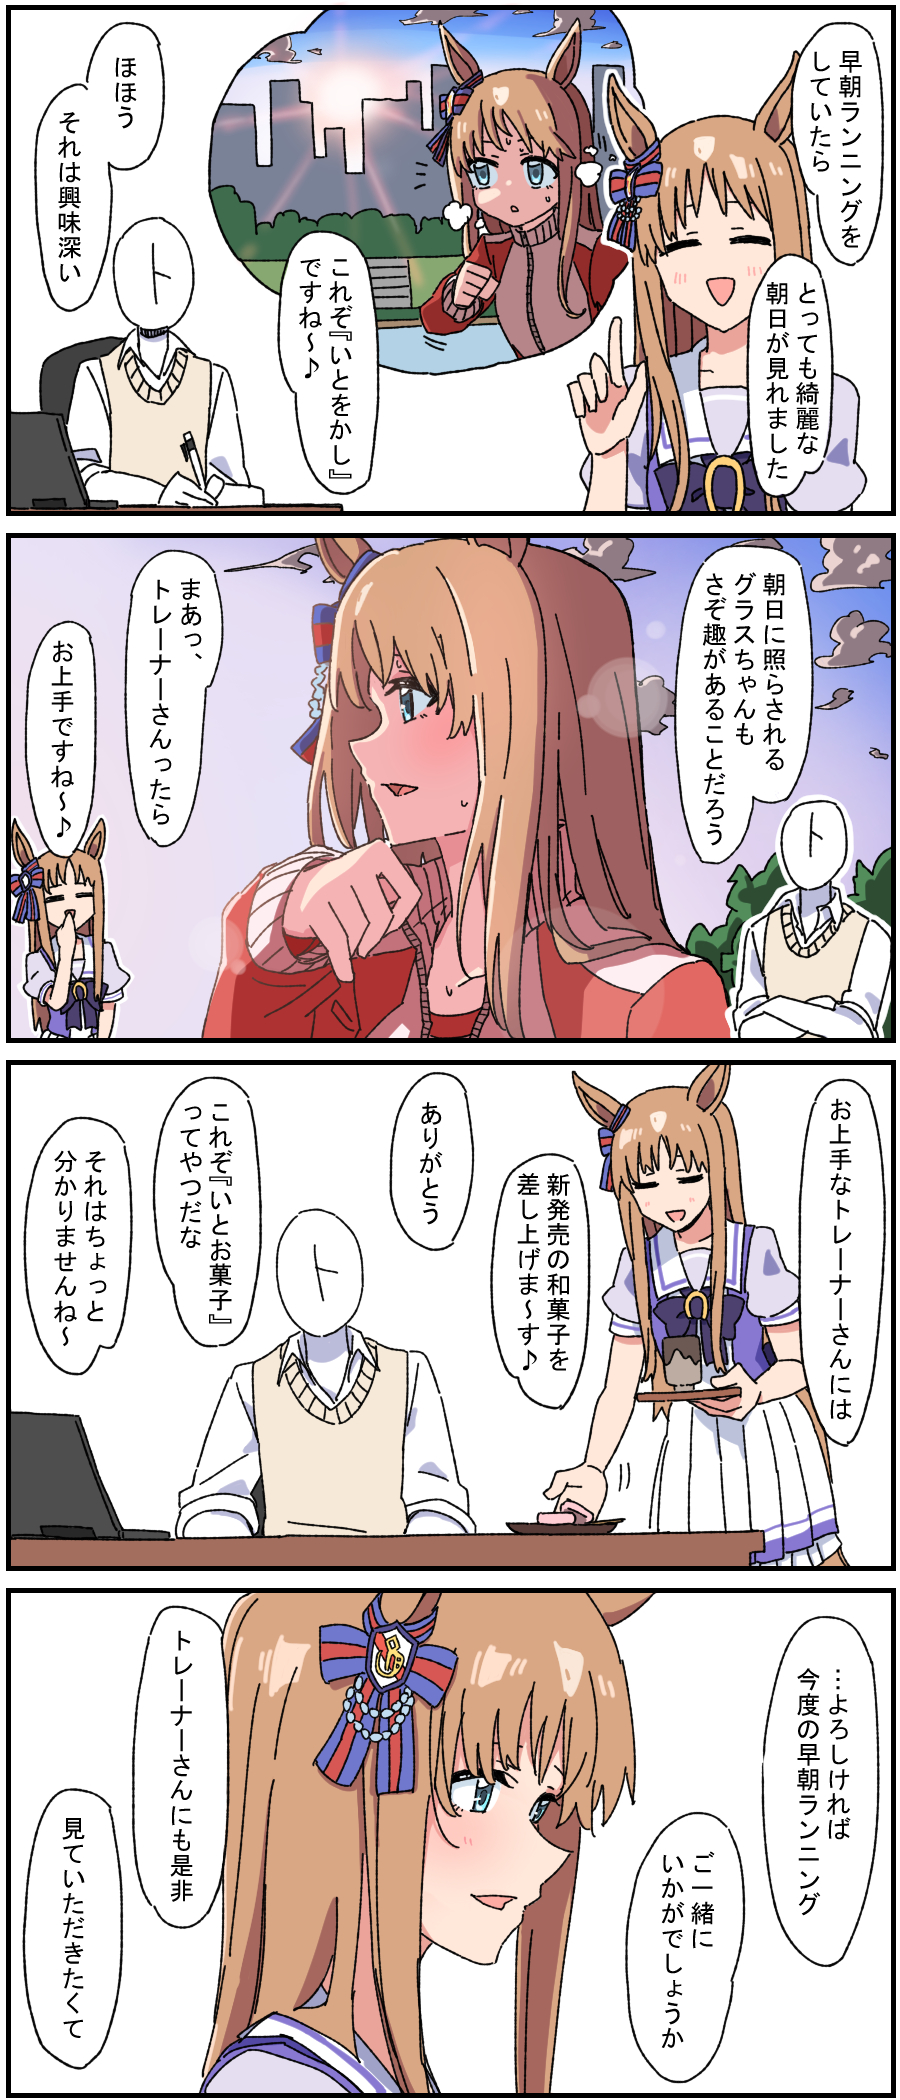 早朝ランニングを
していたら
とっても綺麗な
朝日が見れました
これぞ『いとをかし』
ですね～♪
ほほう
それは興味深い
ト
朝日に照らされる
グラスちゃんも
さぞ趣があることだろう
ト
まあっ、
トレーナーさんったら
お上手ですね～♪
お上手なトレーナーさんには
新発売の和菓子を
差し上げま～す♪
ありがとう
これぞ『いとお菓子』
ってやつだな
ト
それはちょっと
分かりませんね～
…よろしければ
今度の早朝ランニング
ご一緒に
いかがでしょうか
トレーナーさんにも是非
見ていただきたくて